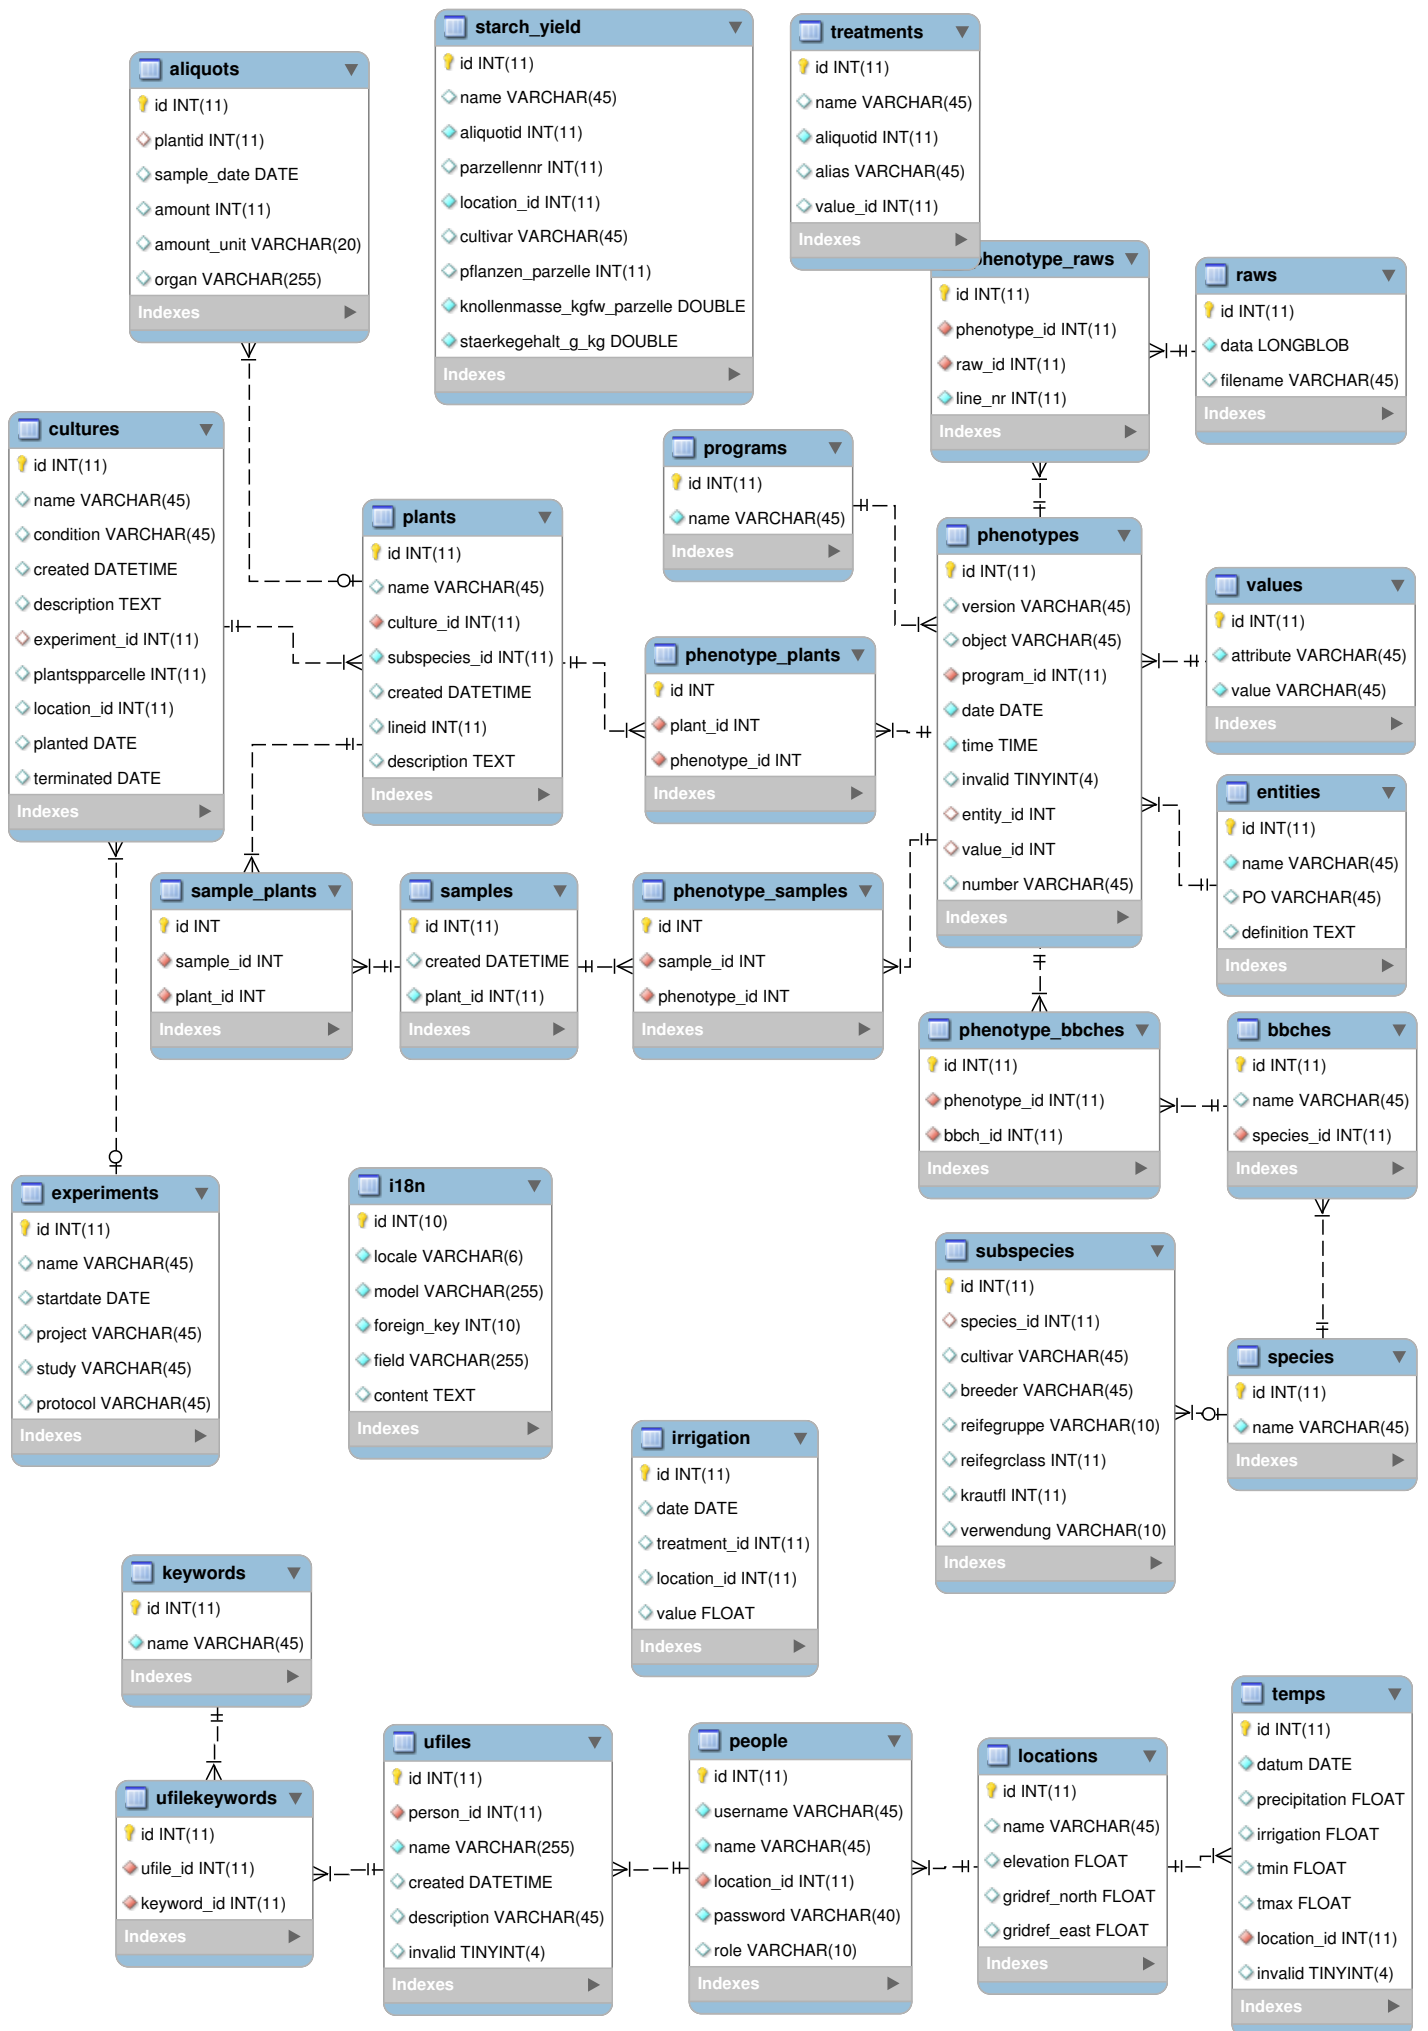 starch_yield
id INT(11)
name VARCHAR(45)
aliquotid INT(11)
parzellennr INT(11)
location_id INT(11)
cultivar VARCHAR(45)
pflanzen_parzelle INT(11)
knollenmasse_kgfw_parzelle DOUBLE
staerkegehalt_g_kg DOUBLE
Indexes
treatments
id INT(11)
name VARCHAR(45)
aliquotid INT(11)
alias VARCHAR(45)
value_id INT(11)
Indexes
aliquots
id INT(11)
plantid INT(11)
sample_date DATE
amount INT(11)
amount_unit VARCHAR(20)
organ VARCHAR(255)
Indexes
phenotype_raws
id INT(11)
phenotype_id INT(11)
raw_id INT(11)
line_nr INT(11)
Indexes
raws
id INT(11)
data LONGBLOB
filename VARCHAR(45)
Indexes
cultures
id INT(11)
name VARCHAR(45)
condition VARCHAR(45)
created DATETIME
description TEXT
experiment_id INT(11)
plantspparcelle INT(11)
location_id INT(11)
planted DATE
terminated DATE
Indexes
programs
id INT(11)
name VARCHAR(45)
Indexes
plants
id INT(11)
name VARCHAR(45)
culture_id INT(11)
subspecies_id INT(11)
created DATETIME
lineid INT(11)
description TEXT
Indexes
phenotypes
id INT(11)
version VARCHAR(45)
object VARCHAR(45)
program_id INT(11)
date DATE
time TIME
invalid TINYINT(4)
entity_id INT
value_id INT
number VARCHAR(45)
Indexes
values
id INT(11)
attribute VARCHAR(45)
value VARCHAR(45)
Indexes
phenotype_plants
id INT
plant_id INT
phenotype_id INT
Indexes
entities
id INT(11)
name VARCHAR(45)
PO VARCHAR(45)
definition TEXT
Indexes
sample_plants
id INT
sample_id INT
plant_id INT
Indexes
samples
id INT(11)
created DATETIME
plant_id INT(11)
Indexes
phenotype_samples
id INT
sample_id INT
phenotype_id INT
Indexes
phenotype_bbches
id INT(11)
phenotype_id INT(11)
bbch_id INT(11)
Indexes
bbches
id INT(11)
name VARCHAR(45)
species_id INT(11)
Indexes
experiments
id INT(11)
name VARCHAR(45)
startdate DATE
project VARCHAR(45)
study VARCHAR(45)
protocol VARCHAR(45)
Indexes
i18n
id INT(10)
locale VARCHAR(6)
model VARCHAR(255)
foreign_key INT(10)
field VARCHAR(255)
content TEXT
Indexes
subspecies
id INT(11)
species_id INT(11)
cultivar VARCHAR(45)
breeder VARCHAR(45)
reifegruppe VARCHAR(10)
reifegrclass INT(11)
krautfl INT(11)
verwendung VARCHAR(10)
Indexes
species
id INT(11)
name VARCHAR(45)
Indexes
irrigation
id INT(11)
date DATE
treatment_id INT(11)
location_id INT(11)
value FLOAT
Indexes
keywords
id INT(11)
name VARCHAR(45)
Indexes
ufilekeywords
id INT(11)
ufile_id INT(11)
keyword_id INT(11)
Indexes
ufiles
id INT(11)
person_id INT(11)
name VARCHAR(255)
created DATETIME
description VARCHAR(45)
invalid TINYINT(4)
Indexes
people
id INT(11)
username VARCHAR(45)
name VARCHAR(45)
location_id INT(11)
password VARCHAR(40)
role VARCHAR(10)
Indexes
locations
id INT(11)
name VARCHAR(45)
elevation FLOAT
gridref_north FLOAT
gridref_east FLOAT
Indexes
temps
id INT(11)
datum DATE
precipitation FLOAT
irrigation FLOAT
tmin FLOAT
tmax FLOAT
location_id INT(11)
invalid TINYINT(4)
Indexes